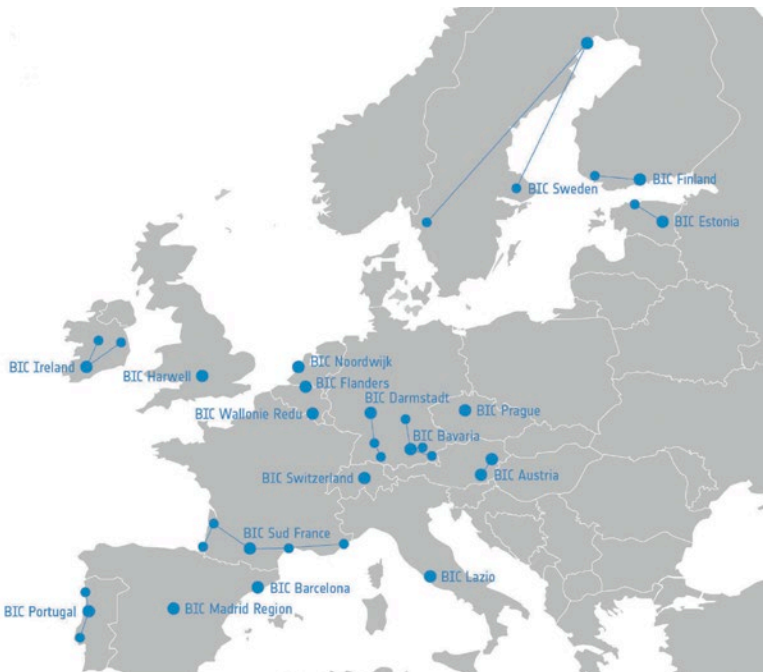 BIC Finland
BIC Sweden
BIC Estonia
BIC Ireland
BIC Harwell
BIC Noordwijk
BIC Flanders
BIC Darmstadt
BIC Wallonie Redu
BIC Prague
BIC Bavaria
BIC Switzerland
BIC Austria
BIC Sud France
BIC Lazio
BIC Barcelona
BIC Portugal
BIC Madrid Region